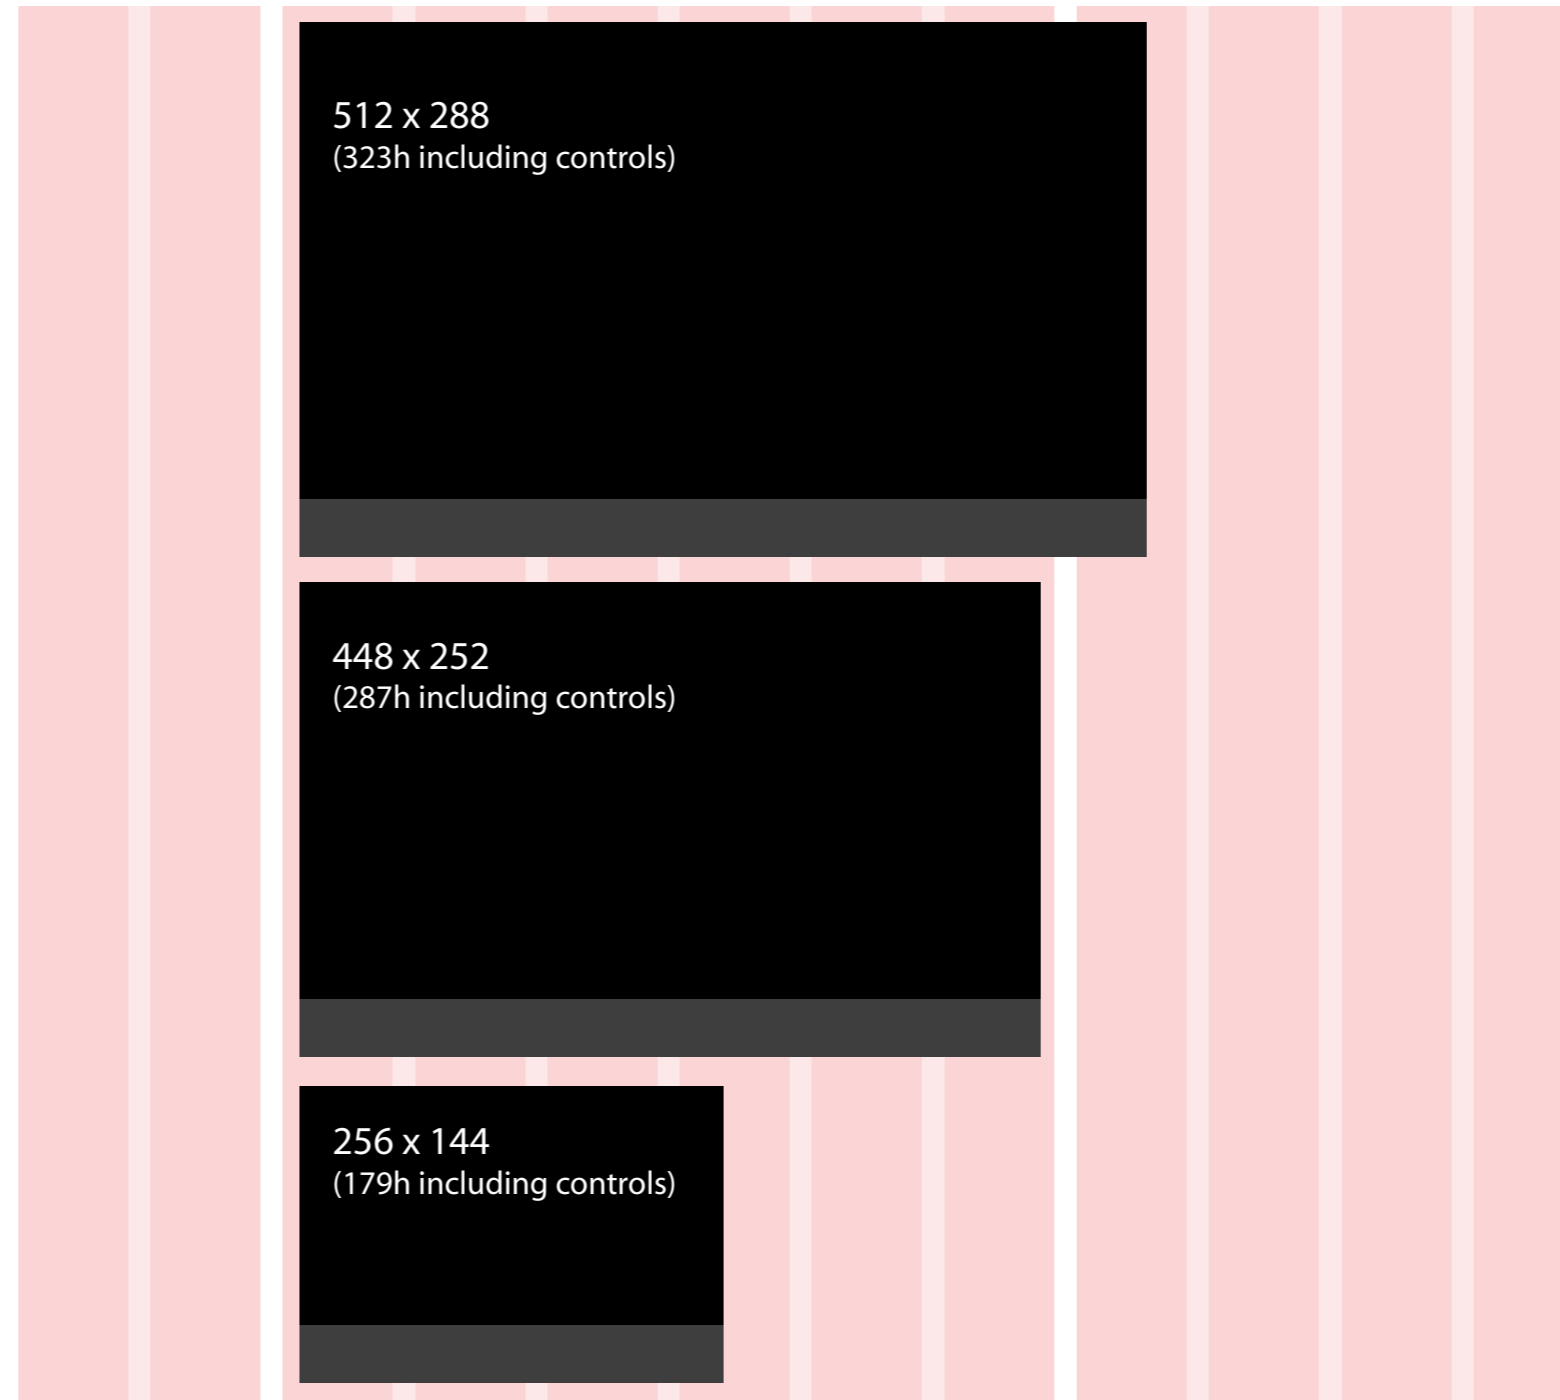 512 x 288
(323h including controls)
448 x 252
(287h including controls)
256 x 144
(179h including controls)